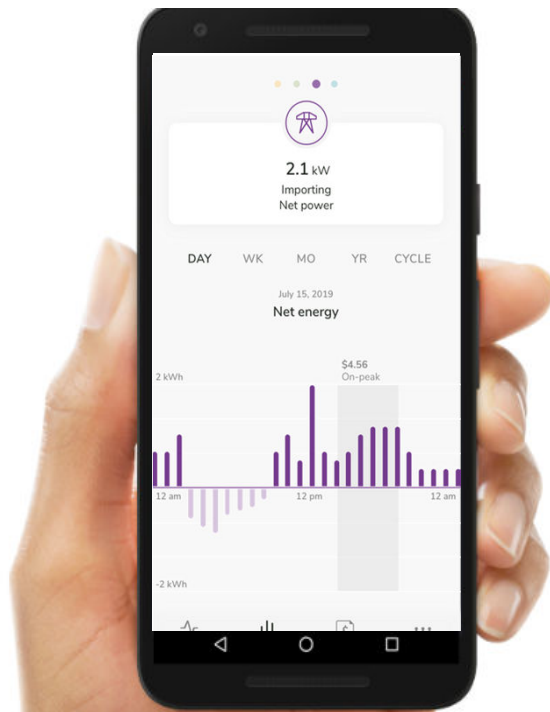 2.1 kW
Importing
Net power
DAY WK MO YR CYCLE
July 15, 2019
Net energy
$4.56
2 kWh On-peak
12 am 12 pm 12 am
-2 kWh